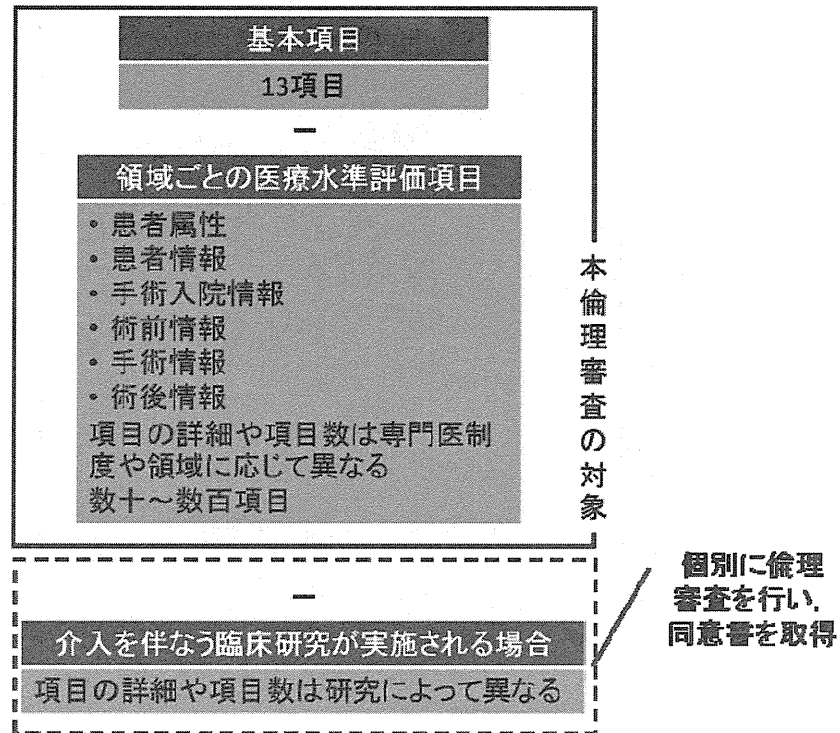 基本項目
13項目
領域ごとの医療水準評価項目
・患者属性
・患者情報
・手術入院情報
・術前情報
・手術情報
・術後情報
項目の詳細や項目数は専門医制
度や領域に応じて異なる
数十～数百項目
本倫理審査の対象
介入を伴なう臨床研究が実施される場合
項目の詳細や項目数は研究によって異なる
個別に倫理
審査を行い、
同意書を取得